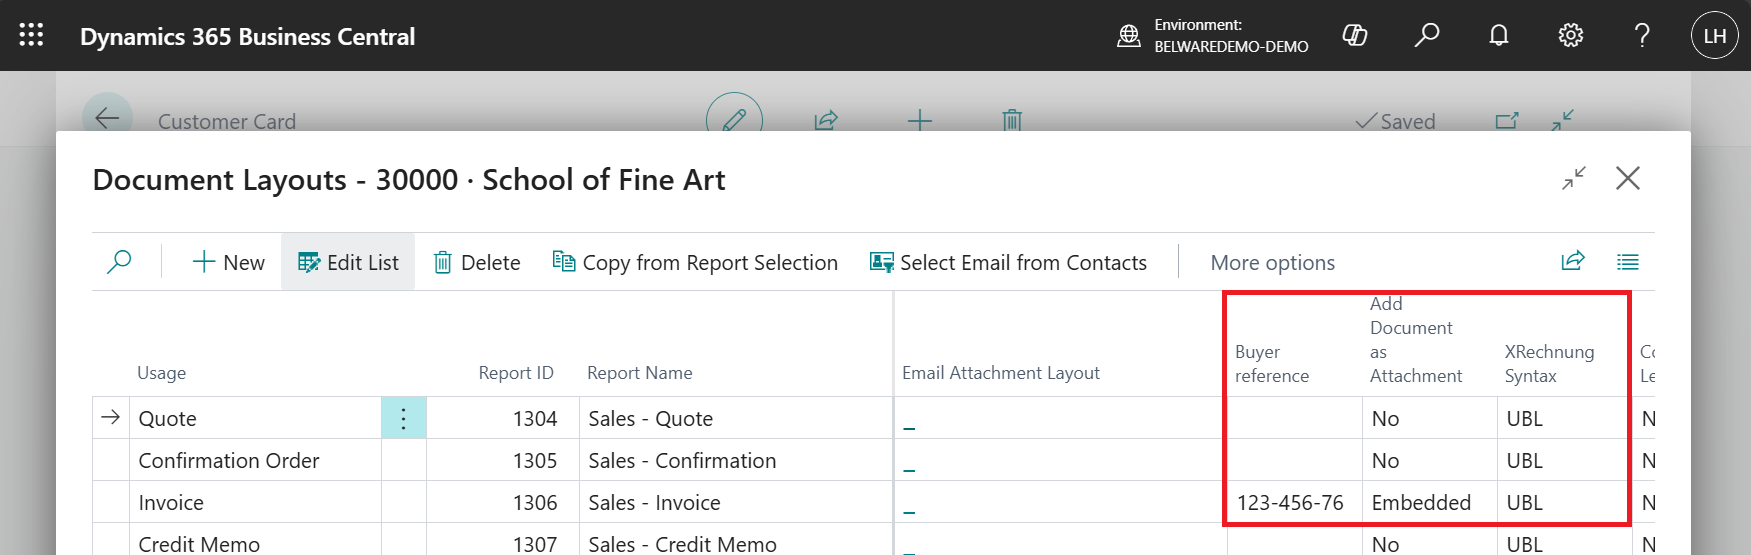 Dynamics 365 Business Central
Environment:
BELWAREDEMO-DEMO
LH
Customer Card
Saved
Document Layouts - 30000 · School of Fine Art
New
Edit List
Delete
Copy from Report Selection
Select Email from Contacts
More options
Usage
Report ID
Report Name
Email Attachment Layout
Buyer
reference
Add
Document
as
Attachment
XRechnung
Syntax
Co
Le
Quote 1304 Sales - Quote _ No UBL N
Confirmation Order 1305 Sales - Confirmation _ No UBL N
Invoice 1306 Sales - Invoice _ 123-456-76 Embedded UBL N
Credit Memo 1307 Sales - Credit Memo No UBL N